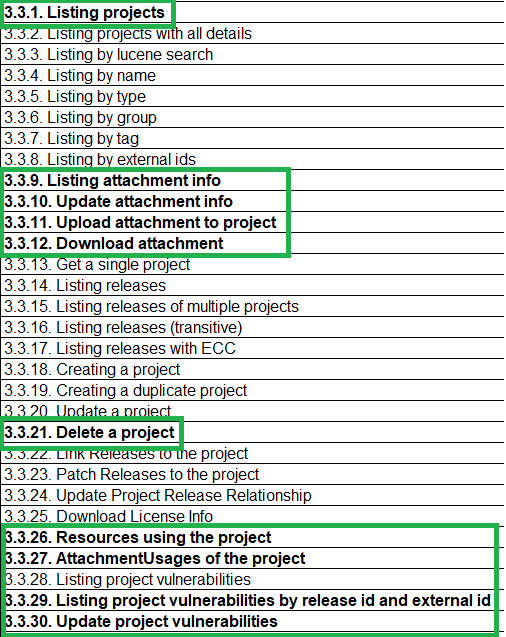 3.3.1. Listing projects
3.3.2. Listing projects with all details
3.3.3. Listing by lucene search
3.3.4. Listing by name
3.3.5. Listing by type
3.3.6. Listing by group
3.3.7. Listing by tag
3.3.8. Listing by external ids
3.3.9. Listing attachment info
3.3.10. Update attachment info
3.3.11. Upload attachment to project
3.3.12. Download attachment
3.3.13. Get a single project
3.3.14. Listing releases
3.3.15. Listing releases of multiple projects
3.3.16. Listing releases (transitive)
3.3.17. Listing releases with ECC
3.3.18. Creating a project
3.3.19. Creating a duplicate project
3.3.20. Update a project
3.3.21. Delete a project
3.3.22. Link Releases to the project
3.3.23. Patch Releases to the project
3.3.24. Update Project Release Relationship
3.3.25. Download License Info
3.3.26. Resources using the project
3.3.27. AttachmentUsages of the project
3.3.28. Listing project vulnerabilities
3.3.29. Listing project vulnerabilities by release id and external id
3.3.30. Update project vulnerabilities